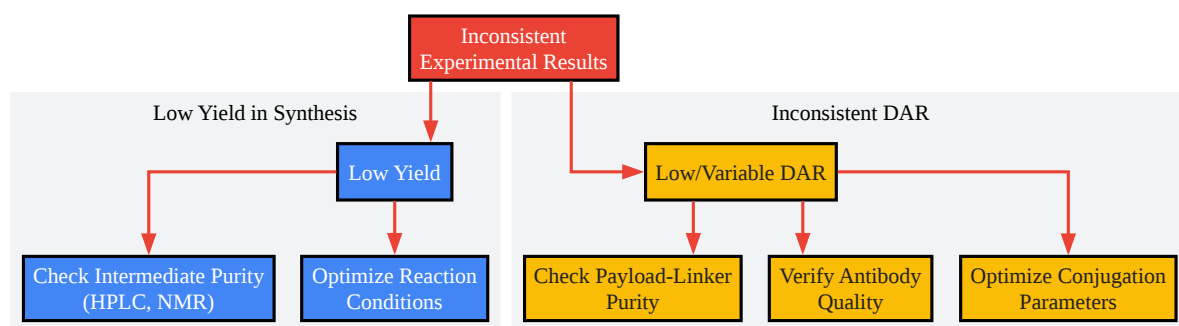 Inconsistent
Experimental Results
Low Yield in Synthesis
Inconsistent DAR
Low Yield
Low/Variable DAR
Check Intermediate Purity
(HPLC, NMR)
Optimize Reaction
Conditions
Check Payload-Linker
Purity
Verify Antibody
Quality
Optimize Conjugation
Parameters